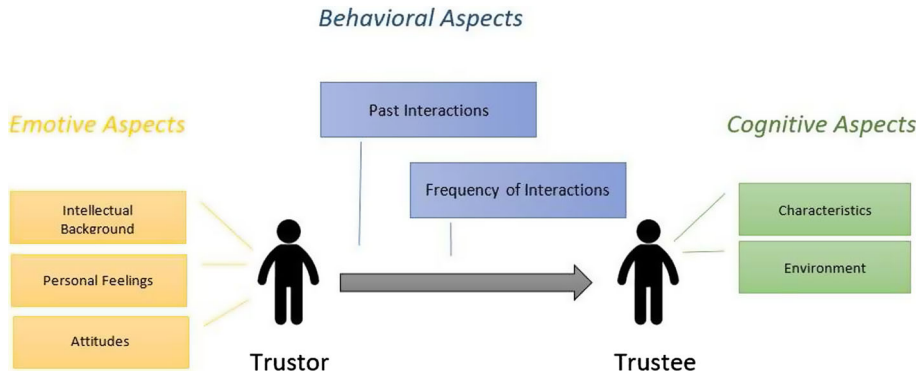 Behavioral Aspects
Past Interactions
Emotive Aspects
Cognitive Aspects
Frequency of Interactions
Intellectual
Background
Personal Feelings
Attitudes
Characteristics
Environment
Trustor
Trustee